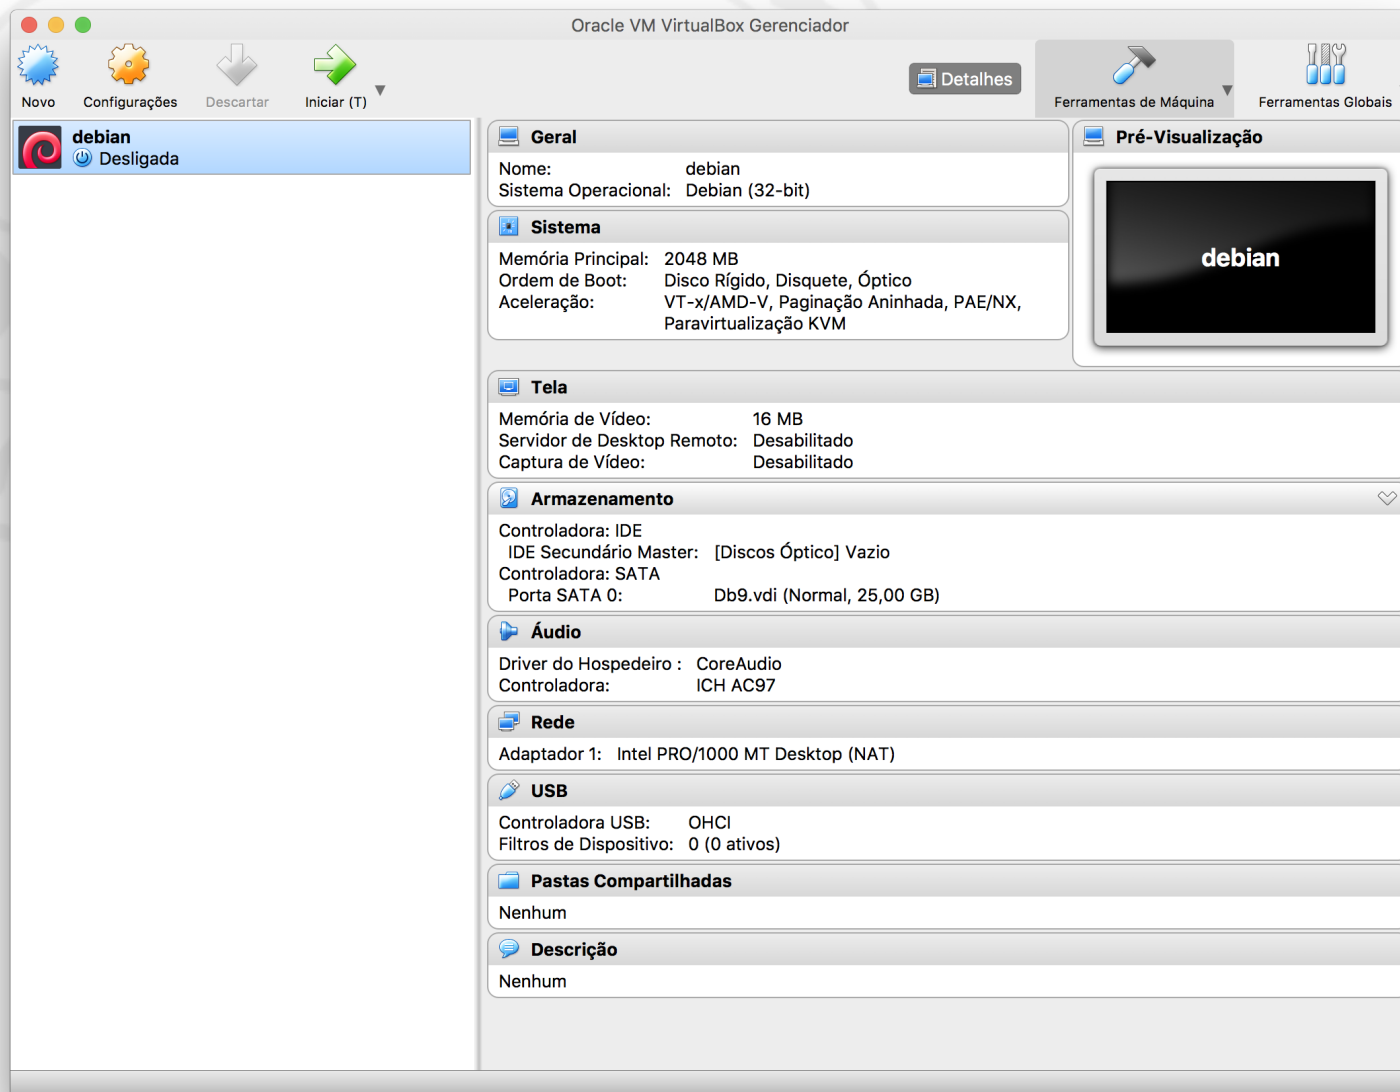 Oracle VM VirtualBox Gerenciador
Novo
Configurações
Descartar
Iniciar (T)
Detalhes
Ferramentas de Máquina
Ferramentas Globais
debian
Desligada
Geral
Nome: debian
Sistema Operacional: Debian (32-bit)
Pré-Visualização
debian
Sistema
Memória Principal: 2048 MB
Ordem de Boot: Disco Rígido, Disquete, Óptico
Aceleração: VT-x/AMD-V, Paginação Aninhada, PAE/NX,
Paravirtualização KVM
Tela
Memória de Vídeo: 16 MB
Servidor de Desktop Remoto: Desabilitado
Captura de Vídeo: Desabilitado
Armazenamento
Controladora: IDE
IDE Secundário Master: [Discos Óptico] Vazio
Controladora: SATA
Porta SATA 0: Db9.vdi (Normal, 25,00 GB)
Áudio
Driver do Hospedeiro : CoreAudio
Controladora: ICH AC97
Rede
Adaptador 1: Intel PRO/1000 MT Desktop (NAT)
USB
Controladora USB: OHCI
Filtros de Dispositivo: 0 (0 ativos)
Pastas Compartilhadas
Nenhum
Descrição
Nenhum